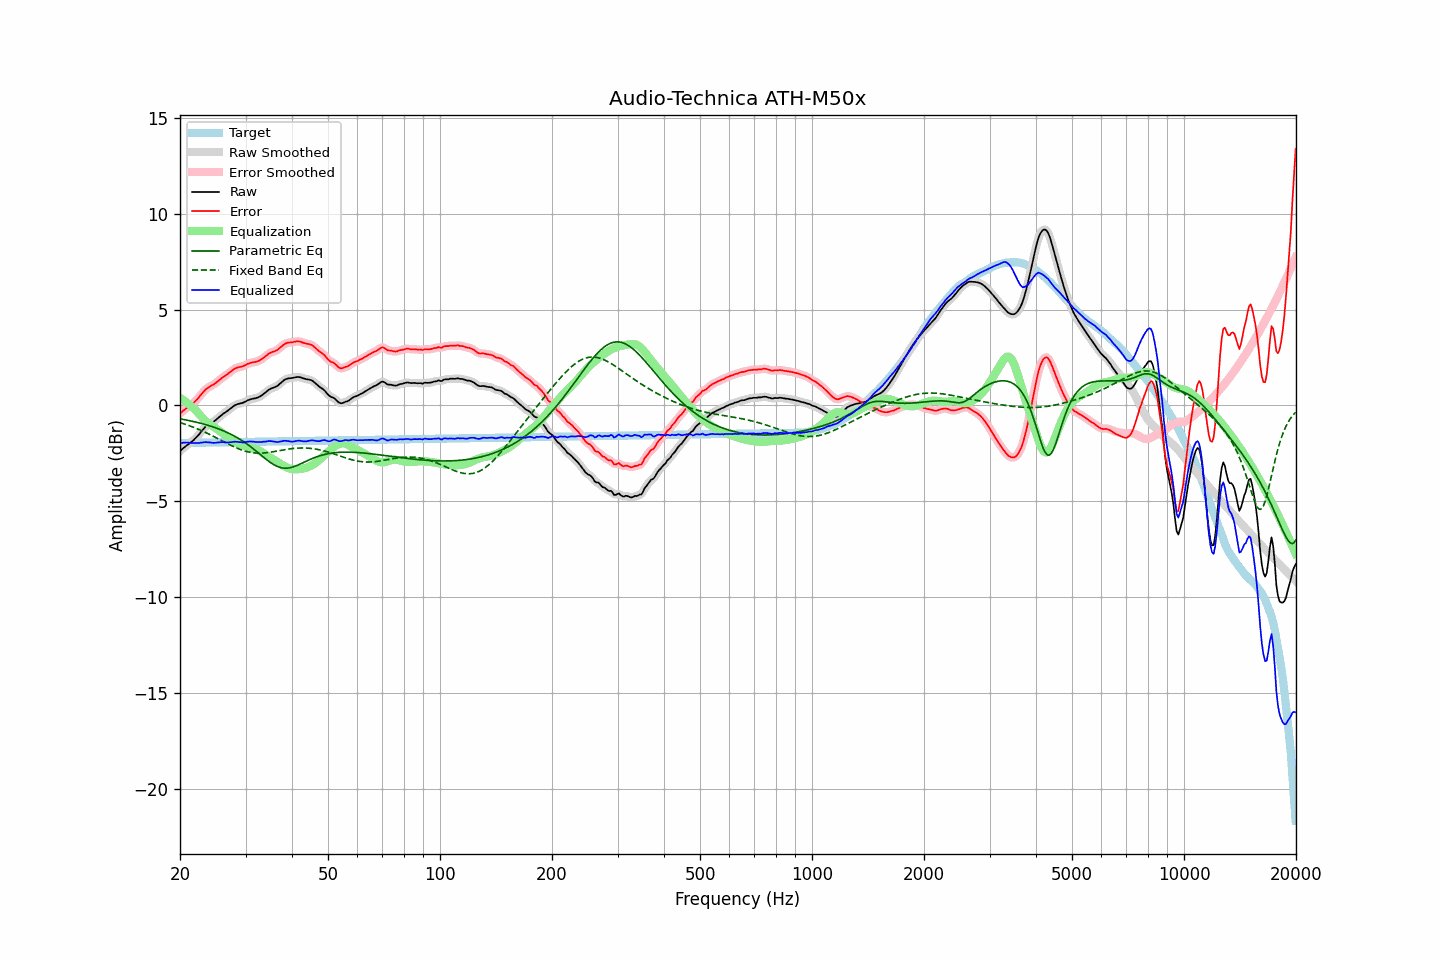 Audio-Technica ATH-M50x
Target
Raw Smoothed
Error Smoothed
Raw
Error
Equalization
Parametric Eq
Fixed Band Eq
Equalized
15
10
5
0
−5
−10
−15
−20
Amplitude (dBr)
20
50
100
200
500
1000
2000
5000
10000
20000
Frequency (Hz)